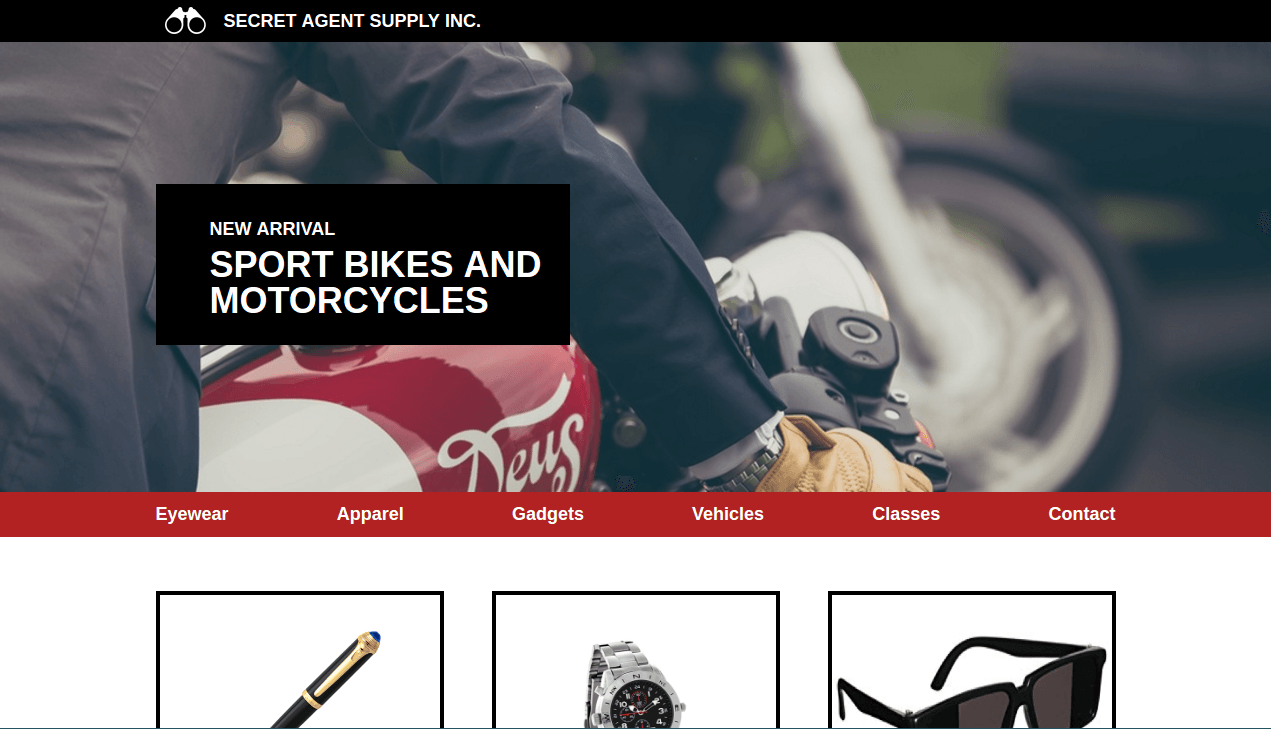 SECRET AGENT SUPPLY INC.
NEW ARRIVAL
SPORT BIKES AND
MOTORCYCLES
Deus
Eyewear Apparel Gadgets Vehicles Classes Contact